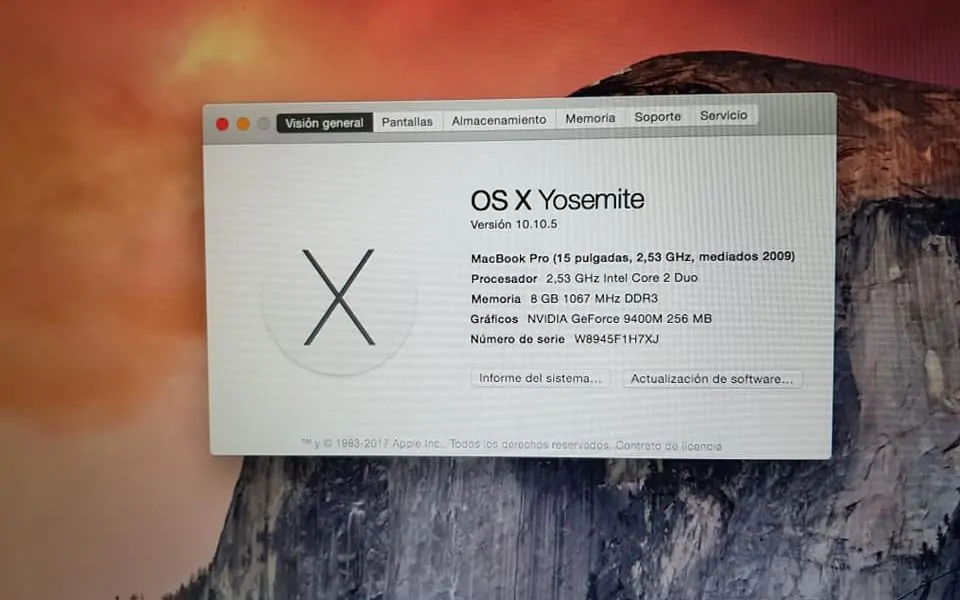 Visión general Pantallas Almacenamiento Memoria Soporte Servicio
OS X Yosemite
Versión 10.10.5
MacBook Pro (15 pulgadas, 2,53 GHz, mediados 2009)
Procesador 2,53 GHz Intel Core 2 Duo
Memoria 8 GB 1067 MHz DDR3
Gráficos NVIDIA GeForce 9400M 256 MB
Número de serie W8945F1H7XJ
Informe del sistema... Actualización de software...
™ y © 1983-2017 Apple Inc. Todos los derechos reservados. Contrato de licencia